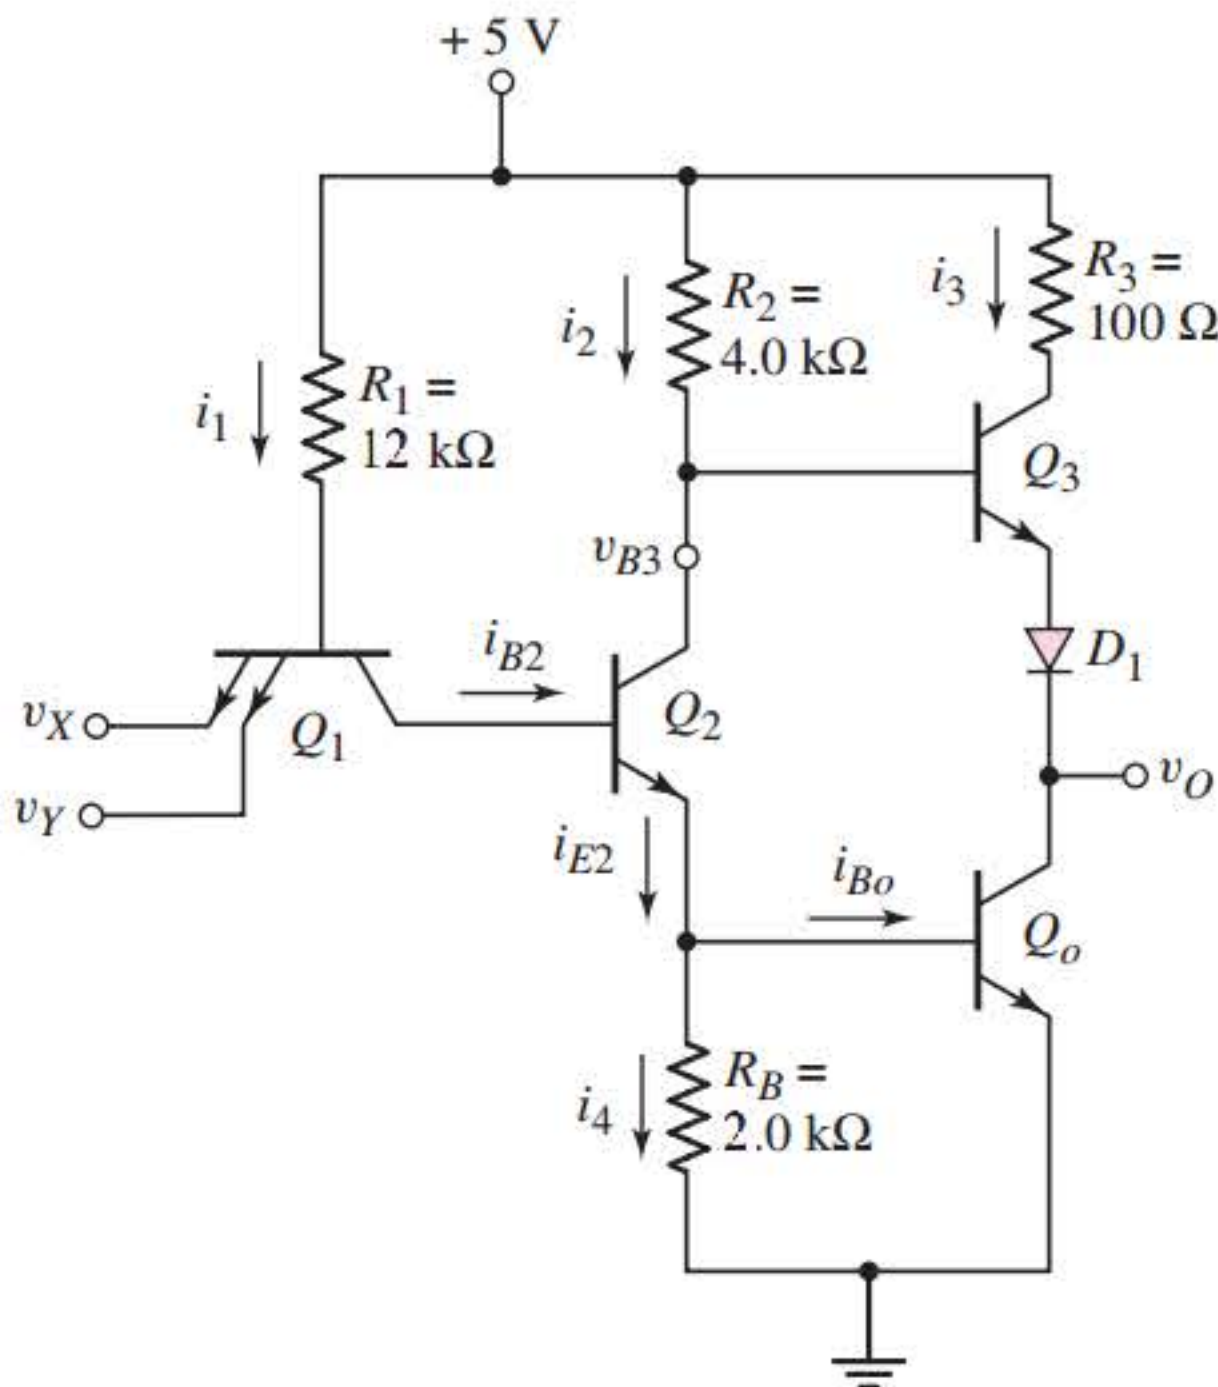 + 5 V
i1
R1 =
12 kΩ
i2
R2 =
4.0 kΩ
i3
R3 =
100 Ω
Q3
vB3
D1
iB2
vX
Q1
Q2
vY
vO
iE2
iBo
Qo
i4
RB =
2.0 kΩ